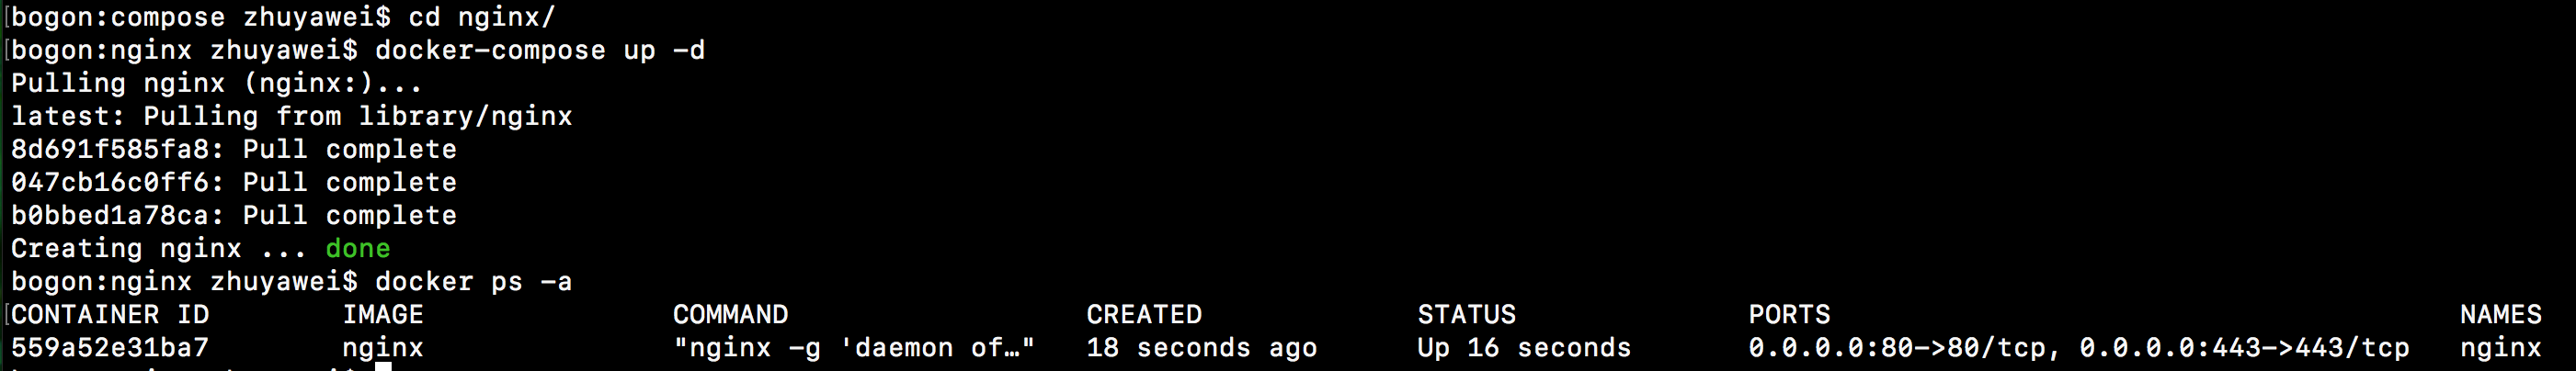 [bogon:compose zhuyawei$ cd nginx/
[bogon:nginx zhuyawei$ docker-compose up -d
Pulling nginx (nginx:)...
latest: Pulling from library/nginx
8d691f585fa8: Pull complete
047cb16c0ff6: Pull complete
b0bbed1a78ca: Pull complete
Creating nginx ... done
bogon:nginx zhuyawei$ docker ps -a
[CONTAINER ID IMAGE COMMAND CREATED STATUS PORTS NAMES
559a52e31ba7 nginx "nginx -g 'daemon of…" 18 seconds ago Up 16 seconds 0.0.0.0:80->80/tcp, 0.0.0.0:443->443/tcp nginx